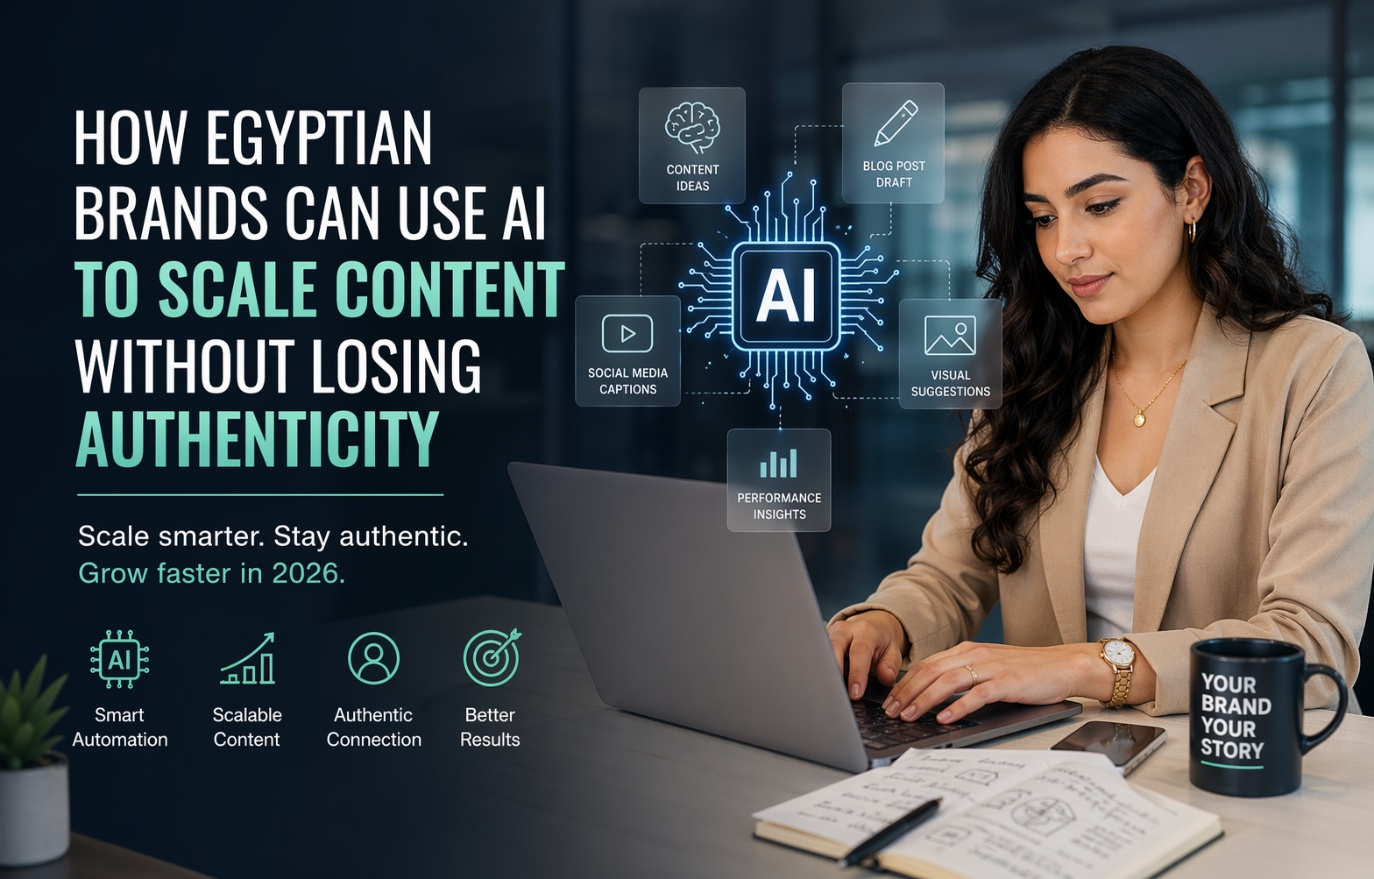 HOW EGYPTIAN
BRANDS CAN USE AI
TO SCALE CONTENT
WITHOUT LOSING
AUTHENTICITY
Scale smarter. Stay authentic.
Grow faster in 2026.
AI
Smart
Automation
Scalable
Content
Authentic
Connection
Better
Results
CONTENT
IDEAS
BLOG POST
DRAFT
AI
SOCIAL MEDIA
CAPTIONS
VISUAL
SUGGESTIONS
PERFORMANCE
INSIGHTS
YOUR
BRAND
YOUR
STORY